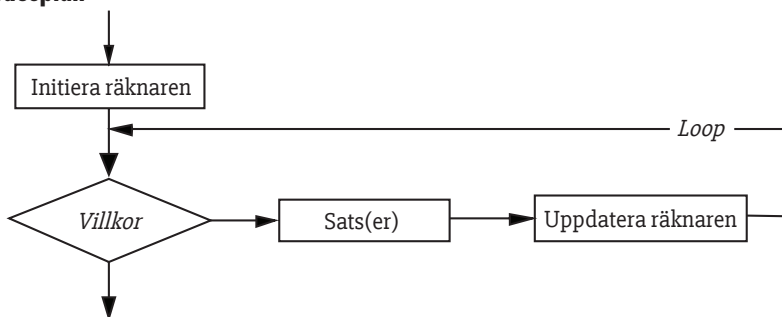 Initiera räknaren
Loop
Villkor
Sats(er)
Uppdatera räknaren